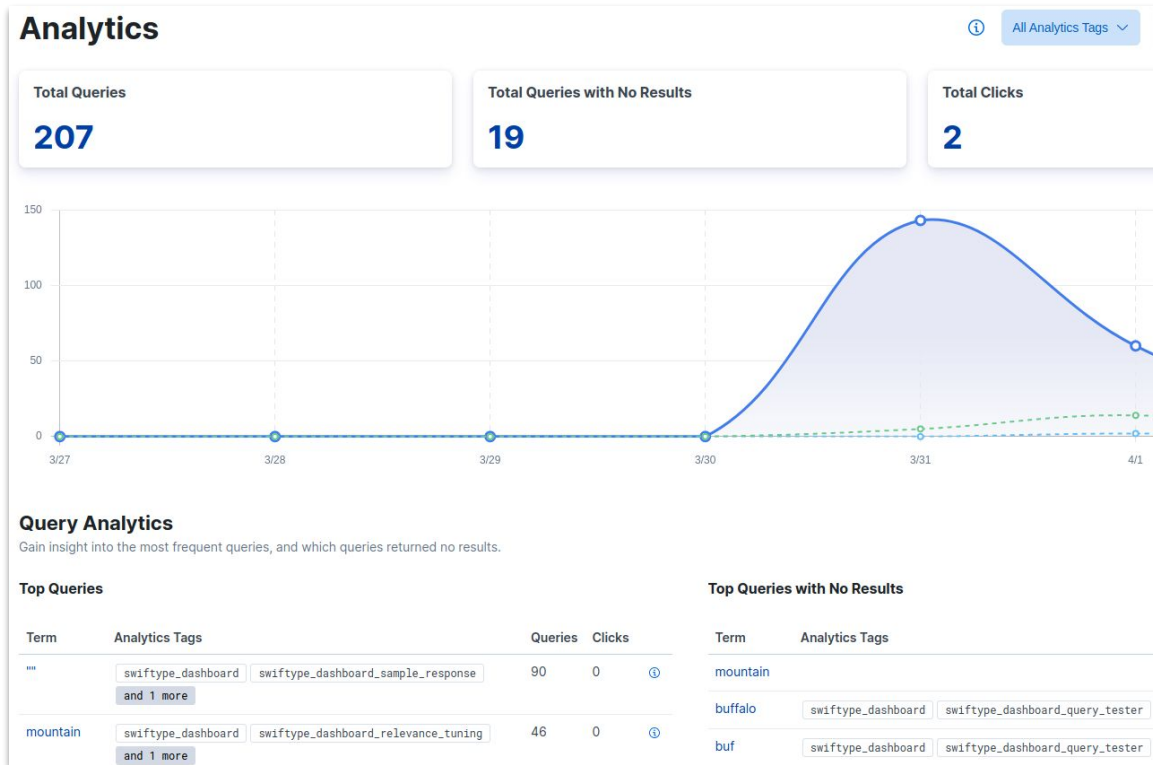 Analytics
All Analytics Tags
Total Queries
207
Total Queries with No Results
19
Total Clicks
2
150
100
50
0
3/27 3/28 3/29 3/30 3/31 4/1
Query Analytics
Gain insight into the most frequent queries, and which queries returned no results.
Top Queries
Term Analytics Tags Queries Clicks
"" swiftype_dashboard swiftype_dashboard_sample_response 90 0
and 1 more
mountain swiftype_dashboard swiftype_dashboard_relevance_tuning 46 0
and 1 more
Top Queries with No Results
Term Analytics Tags
mountain
buffalo swiftype_dashboard swiftype_dashboard_query_tester
buf swiftype_dashboard swiftype_dashboard_query_tester